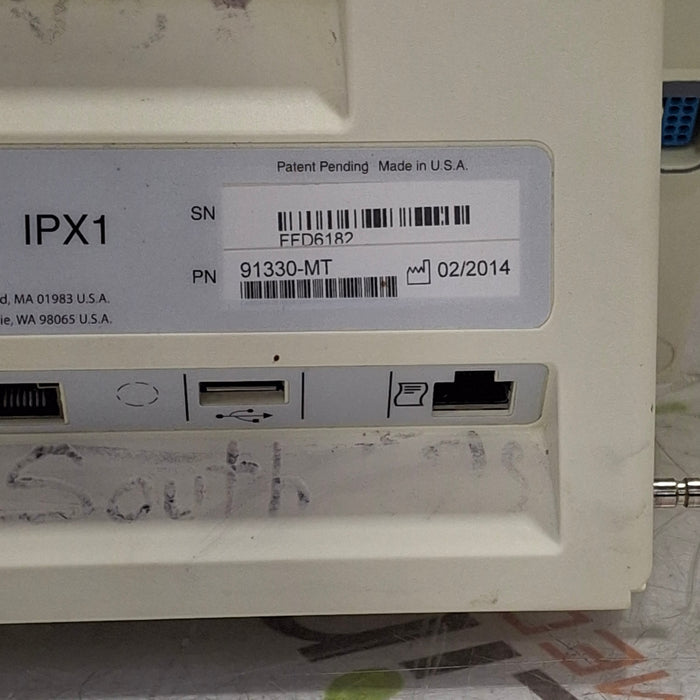 Patent Pending Made in U.S.A.
IPX1
SN
FFD6182
PN
91330-MT
02/2014
d, MA 01983 U.S.A.
ie, WA 98065 U.S.A.
South